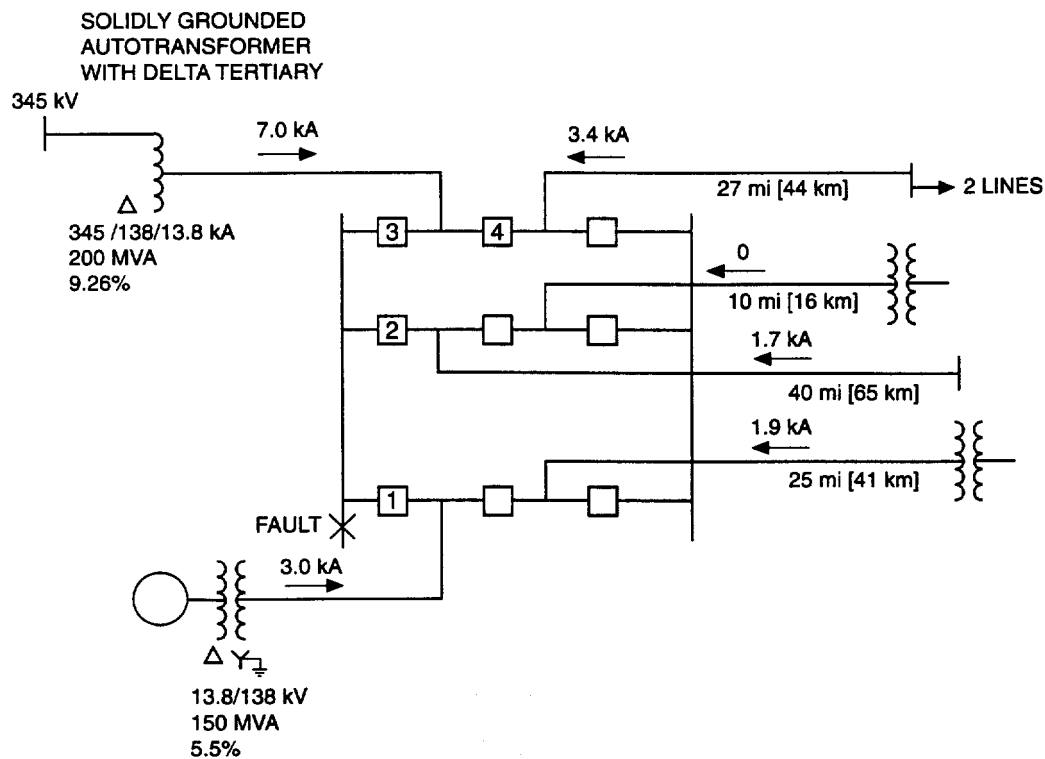 SOLIDLY GROUNDED
AUTOTRANSFORMER
WITH DELTA TERTIARY
345 kV
7.0 kA
3.4 kA
27 mi [44 km]
2 LINES
345 /138/13.8 kA
200 MVA
9.26%
3
4
0
10 mi [16 km]
2
1.7 kA
40 mi [65 km]
1.9 kA
25 mi [41 km]
1
FAULT
3.0 kA
13.8/138 kV
150 MVA
5.5%